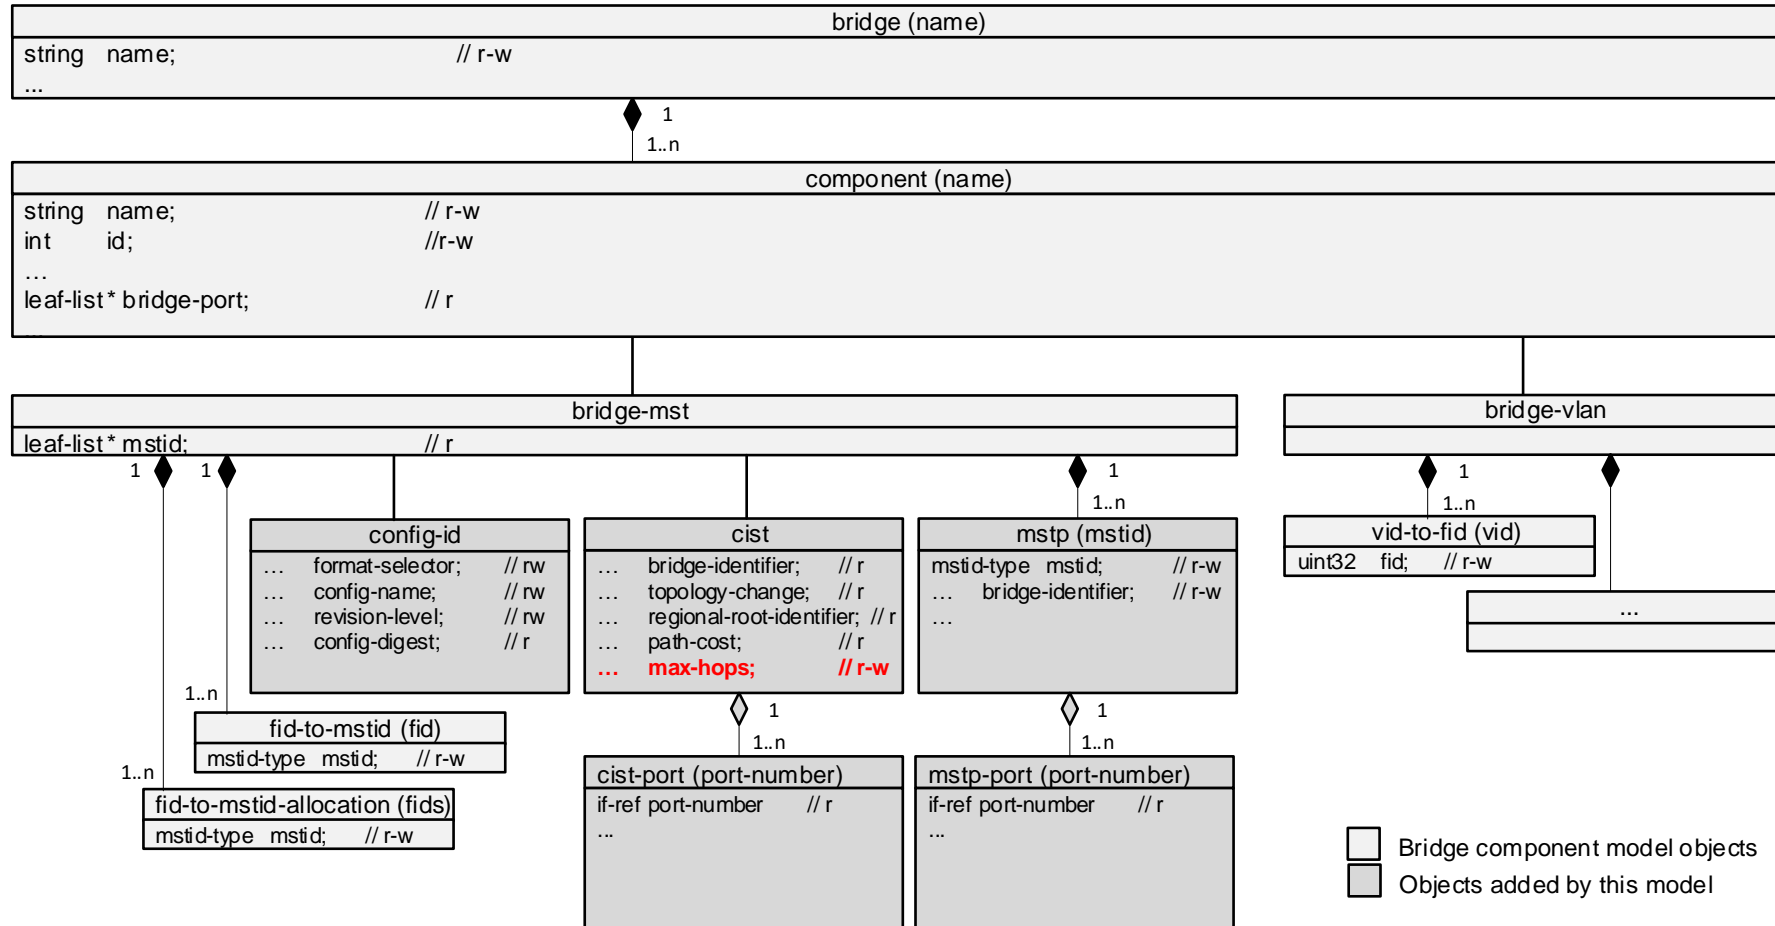 bridge (name)
string name; // r-w
...
1
1..n
component (name)
string name; // r-w
int id; //r-w
...
leaf-list* bridge-port; // r
...
bridge-mst
leaf-list* mstid; // r
bridge-vlan
1
1
1
1..n
1
1..n
config-id
... format-selector; // rw
... config-name; // rw
... revision-level; // rw
... config-digest; // r
cist
... bridge-identifier; // r
... topology-change; // r
... regional-root-identifier; // r
... path-cost; // r
... max-hops; // r-w
mstp (mstid)
mstid-type mstid; // r-w
... bridge-identifier; // r-w
...
vid-to-fid (vid)
uint32 fid; // r-w
...
1..n
fid-to-mstid (fid)
mstid-type mstid; // r-w
1..n
fid-to-mstid-allocation (fids)
mstid-type mstid; // r-w
1
1..n
1
1..n
cist-port (port-number)
if-ref port-number // r
...
mstp-port (port-number)
if-ref port-number // r
...
Bridge component model objects
Objects added by this model